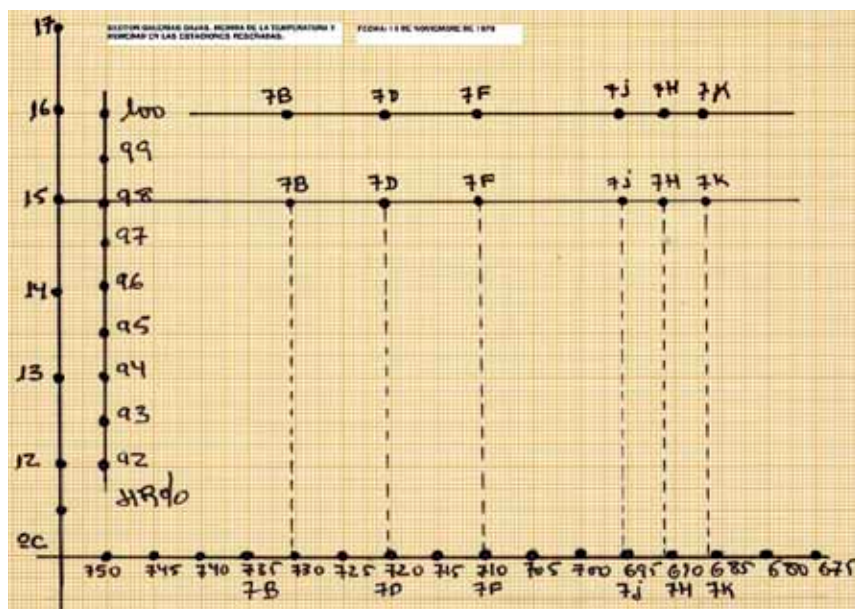 SECTOR GALERIAS BAJAS. MEDIDA DE LA TEMPERATURA Y
HUMEDAD EN LAS ESTACIONES RESEÑADAS.
FECHA: 15 DE NOVIEMBRE DE 1979
17
16
15
14
13
12
ºC
100
99
98
97
96
95
94
93
92
HR%
7B 7D 7F 7J 7H 7K
7B 7D 7F 7J 7H 7K
750 745 740 735 730 725 720 715 710 705 700 695 690 685 680 675
7B 7D 7F 7J 7H 7K